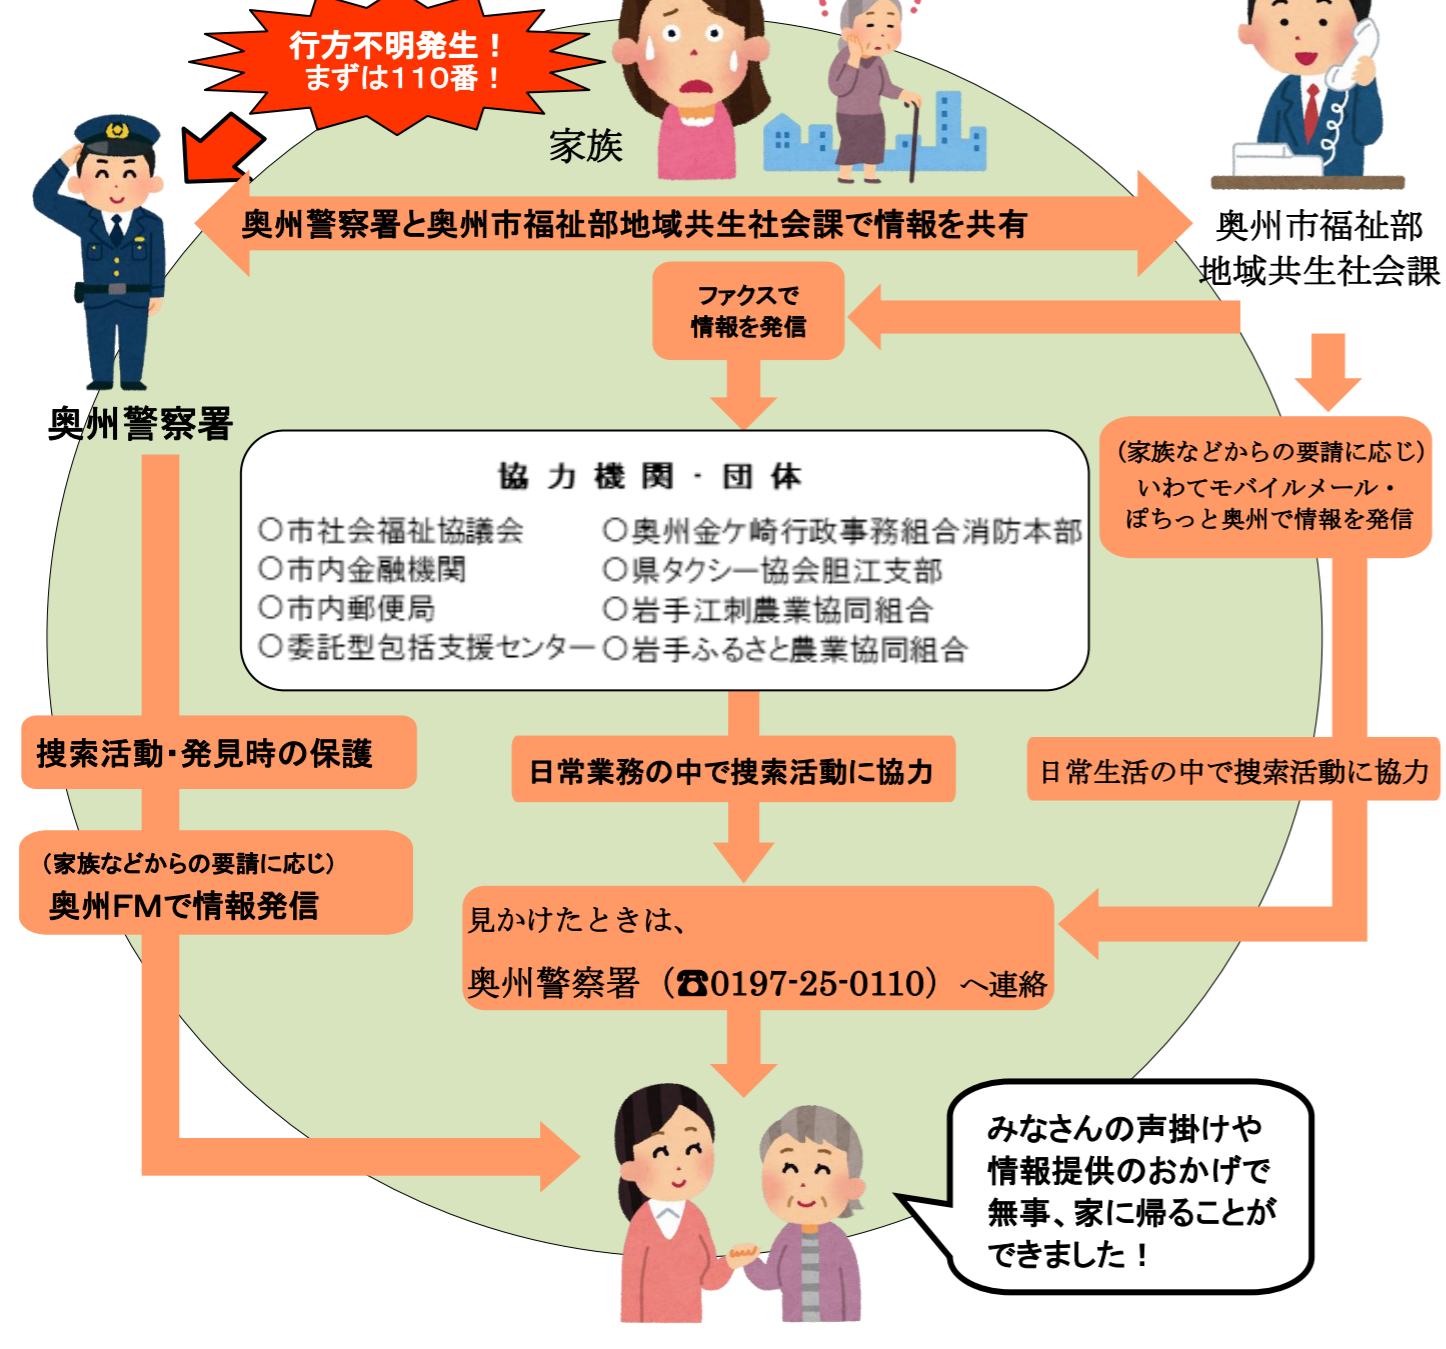 行方不明発生！
まずは110番！
家族
奥州警察署と奥州市福祉部地域共生社会課で情報を共有
奥州市福祉部
地域共生社会課
ファクスで
情報を発信
奥州警察署
（家族などからの要請に応じ）
いわてモバイルメール・
ぽちっと奥州で情報を発信
協力機関・団体
○市社会福祉協議会
○市内金融機関
○市内郵便局
○委託型包括支援センター
○奥州金ケ崎行政事務組合消防本部
○県タクシー協会胆江支部
○岩手江刺農業協同組合
○岩手ふるさと農業協同組合
捜索活動・発見時の保護
日常業務の中で捜索活動に協力
日常生活の中で捜索活動に協力
（家族などからの要請に応じ）
奥州FMで情報発信
見かけたときは、
奥州警察署（☎0197-25-0110）へ連絡
みなさんの声掛けや
情報提供のおかげで
無事、家に帰ることが
できました！